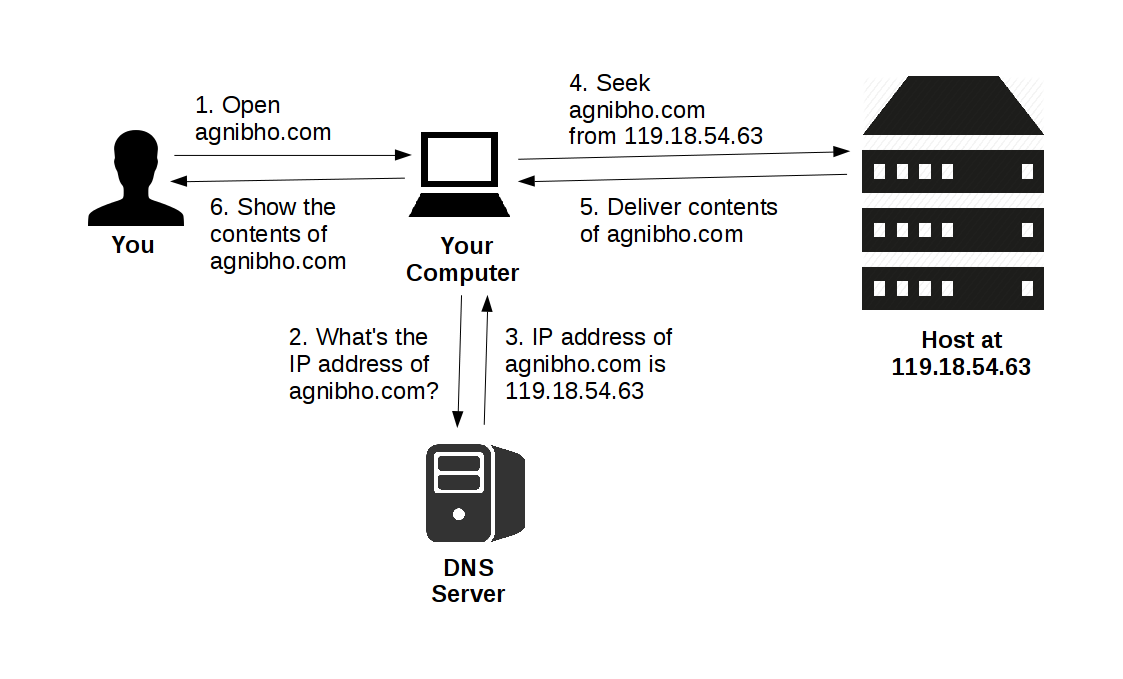 1. Open
agnibho.com
4. Seek
agnibho.com
from 119.18.54.63
6. Show the
contents of
agnibho.com
5. Deliver contents
of agnibho.com
You
Your
Computer
2. What's the
IP address of
agnibho.com?
3. IP address of
agnibho.com is
119.18.54.63
Host at
119.18.54.63
DNS
Server